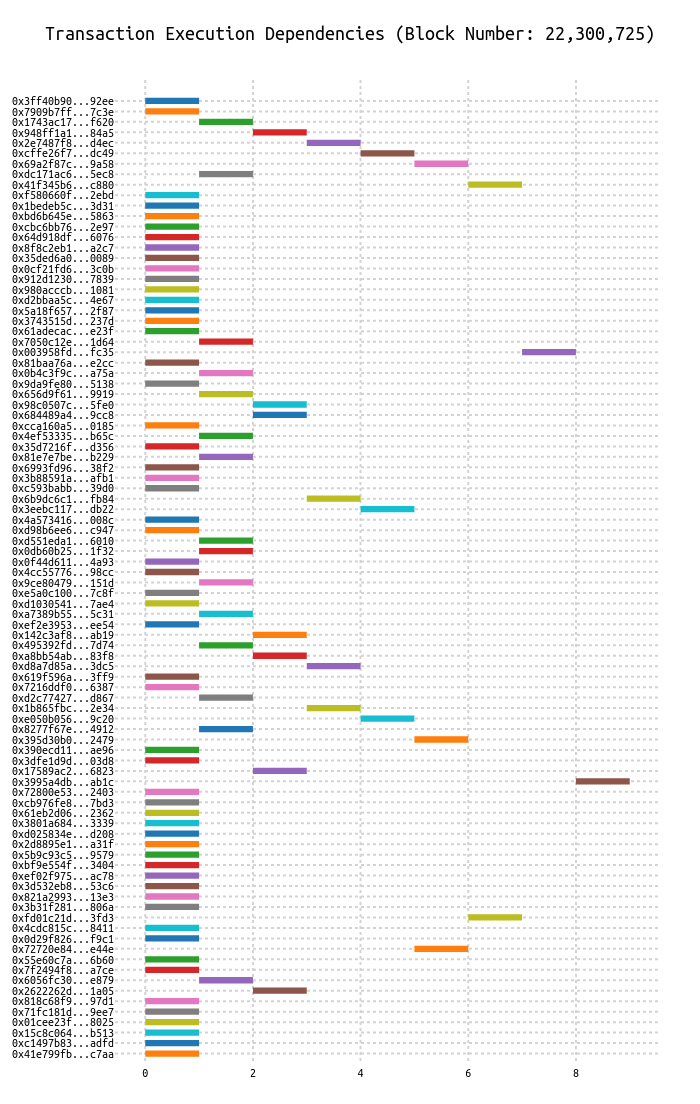 Transaction Execution Dependencies (Block Number: 22,300,725)
0x3ff40b90...92ee
0x7909b7ff...7c3e
0x1743ac17...f620
0x948ff1a1...84a5
0x2e7487f8...d4ec
0xcffe26f7...dc49
0x69a2f87c...9a58
0xdc171ac6...5ec8
0x41f345b6...c880
0xf580660f...2ebd
0x1bedeb5c...3d31
0xbd6b645e...5863
0xcbc6bb76...2e97
0x64d918df...6076
0x8f8c2eb1...a2c7
0x35ded6a0...0089
0x0cf21fd6...3c0b
0x912d1230...7839
0x980acccb...1081
0xd2bbaa5c...4e67
0x5a18f657...2f87
0x3743515d...237d
0x61adecac...e23f
0x7050c12e...1d64
0x003958fd...fc35
0x81baa76a...e2cc
0x0b4c3f9c...a75a
0x9da9fe80...5138
0x656d9f61...9919
0x98c0507c...5fe0
0x684489a4...9cc8
0xcca160a5...0185
0x4ef53335...b65c
0x35d7216f...d356
0x81e7e7be...b229
0x6993fd96...38f2
0x3b88591a...afb1
0xc593babb...39d0
0x6b9dc6c1...fb84
0x3eebc117...db22
0x4a573416...008c
0xd98b6ee6...c947
0xd551eda1...6010
0x0db60b25...1f32
0x0f44d611...4a93
0x4cc55776...98cc
0x9ce80479...151d
0xe5a0c100...7c8f
0xd1030541...7ae4
0xa7389b55...5c31
0xef2e3953...ee54
0x142c3af8...ab19
0x495392fd...7d74
0xa8bb54ab...83f8
0xd8a7d85a...3dc5
0x619f596a...3ff9
0x7216ddf0...6387
0xd2c77427...d867
0x1b865fbc...2e34
0xe050b056...9c20
0x8277f67e...4912
0x395d30b0...2479
0x390ecd11...ae96
0x3dfe1d9d...03d8
0x17589ac2...6823
0x3995a4db...ab1c
0x72800e53...2403
0xcb976fe8...7bd3
0x61eb2d06...2362
0x3801a684...3339
0xd025834e...d208
0x2d8895e1...a31f
0x5b9c93c5...9579
0xbf9e554f...3404
0xef02f975...ac78
0x3d532eb8...53c6
0x821a2993...13e3
0x3b31f281...806a
0xfd01c21d...3fd3
0x4cdc815c...8411
0x0d29f826...f9c1
0x72720e84...e44e
0x55e60c7a...6b60
0x7f2494f8...a7ce
0x6056fc30...e879
0x2622262d...1a05
0x818c68f9...97d1
0x71fc181d...9ee7
0x01cee23f...8025
0x15c8c064...b513
0xc1497b83...adfd
0x41e799fb...c7aa
0 2 4 6 8